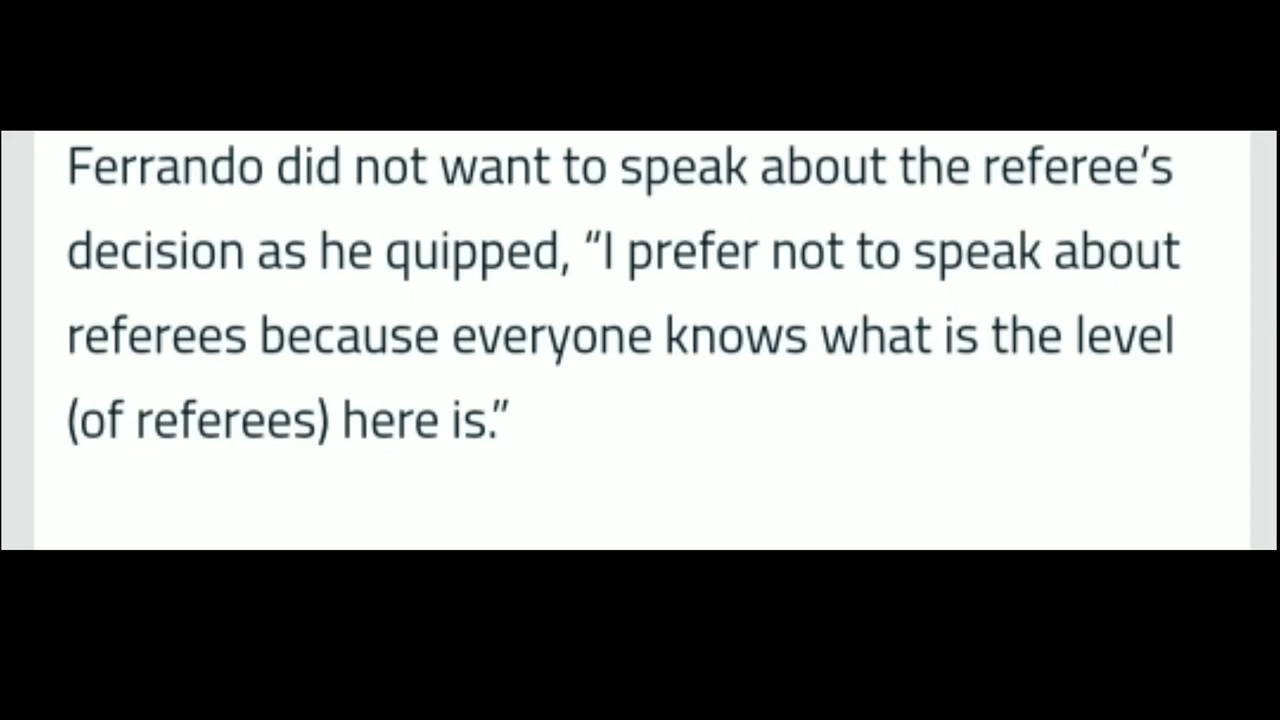 Ferrando did not want to speak about the referee’s
decision as he quipped, “I prefer not to speak about
referees because everyone knows what is the level
(of referees) here is.”